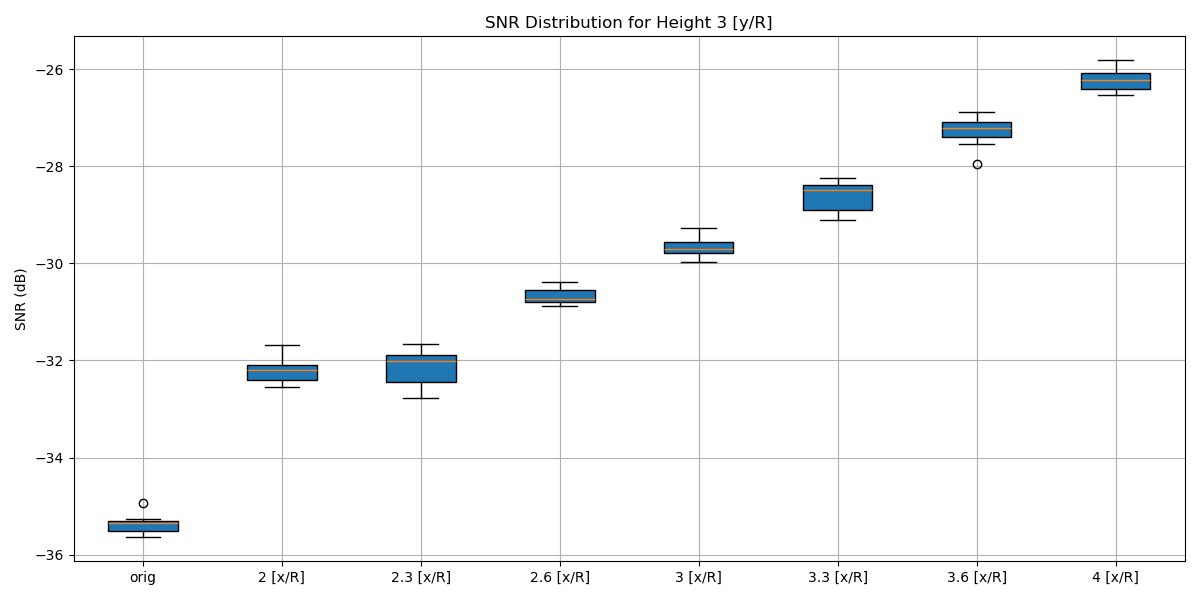 SNR Distribution for Height 3 [y/R]
SNR (dB)
−26
−28
−30
−32
−34
−36
orig
2 [x/R]
2.3 [x/R]
2.6 [x/R]
3 [x/R]
3.3 [x/R]
3.6 [x/R]
4 [x/R]